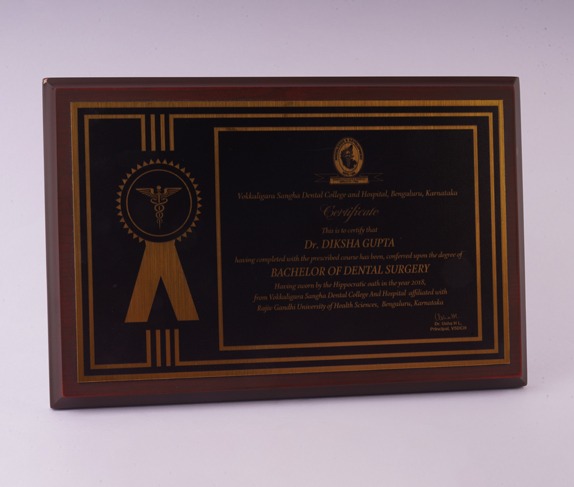 Vokkaligara Sangha Dental College and Hospital, Bengaluru, Karnataka
Certificate
This is to certify that
Dr. DIKSHA GUPTA
having completed with the prescribed course has been, conferred upon the degree of
BACHELOR OF DENTAL SURGERY
Having sworn by the Hippocratic oath in the year 2018,
from Vokkaligara Sangha Dental College And Hospital affiliated with
Rajiv Gandhi University of Health Sciences, Bengaluru, Karnataka
Principal,